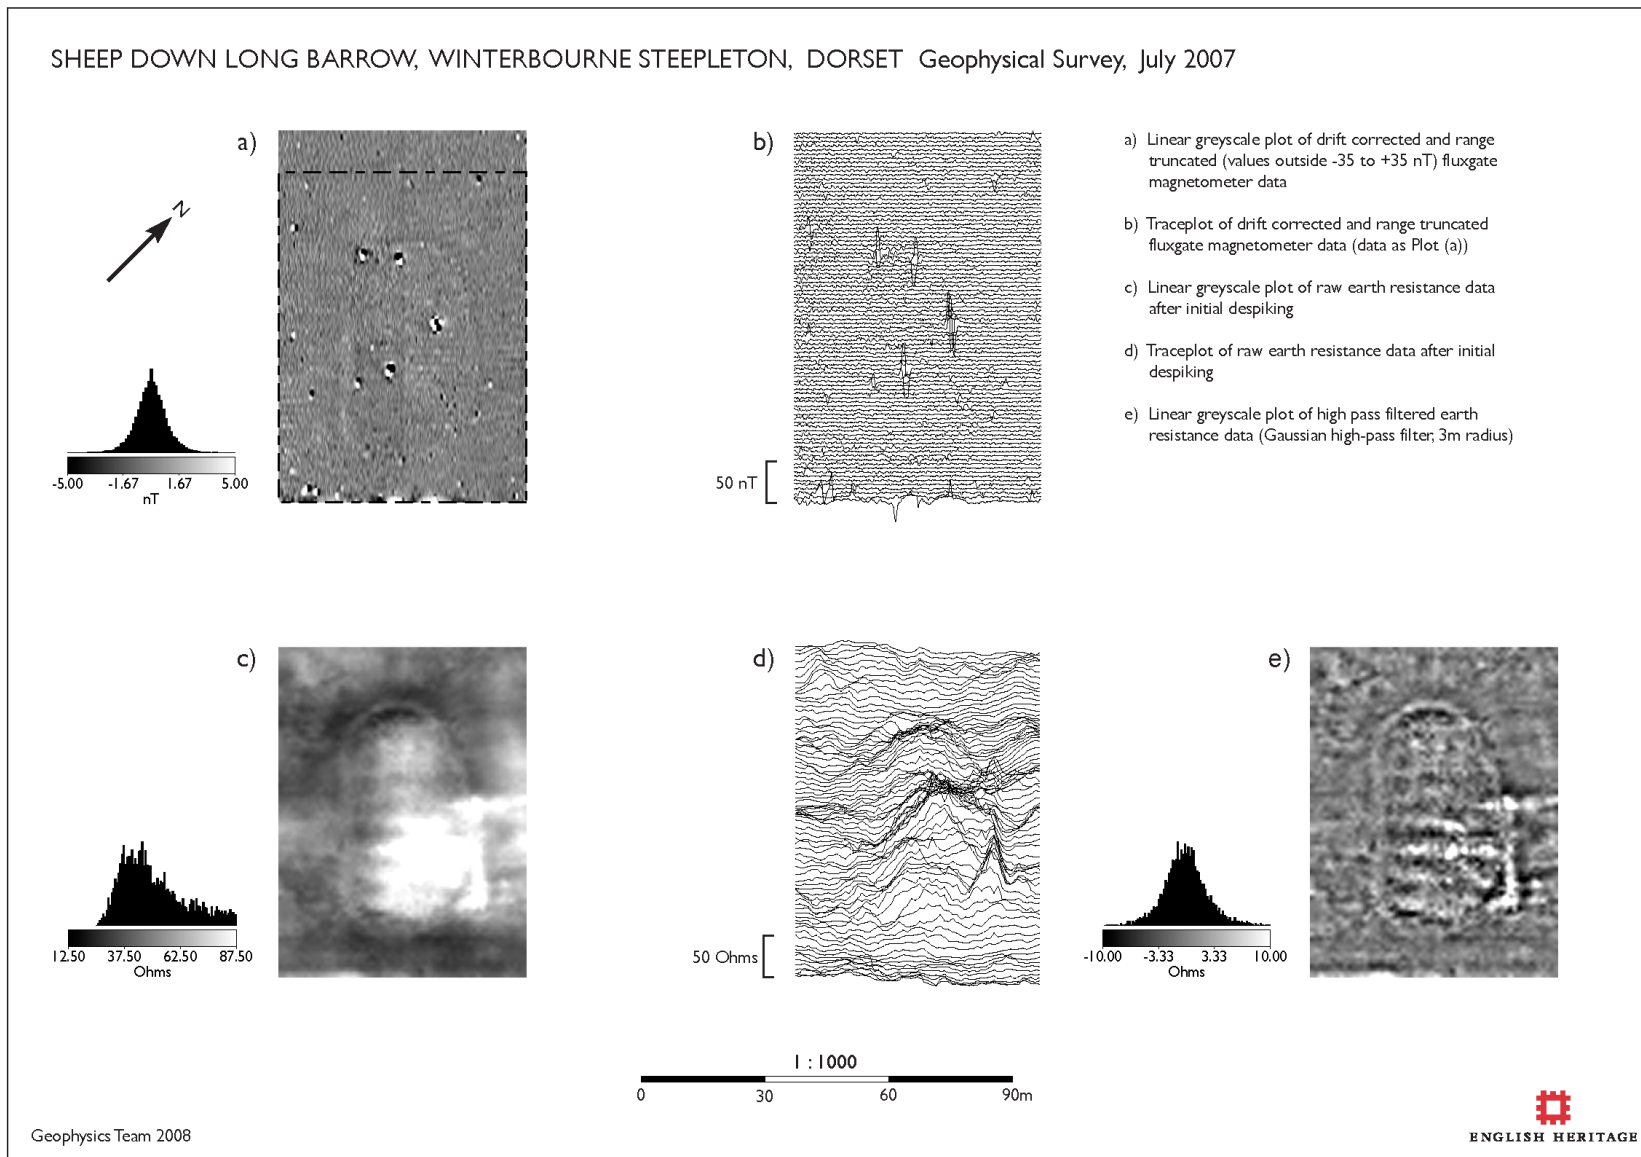 SHEEP DOWN LONG BARROW, WINTERBOURNE STEEPLETON, DORSET Geophysical Survey, July 2007
a)
b)
a) Linear greyscale plot of drift corrected and range
truncated (values outside -35 to +35 nT) fluxgate
magnetometer data
b) Traceplot of drift corrected and range truncated
fluxgate magnetometer data (data as Plot (a))
c) Linear greyscale plot of raw earth resistance data
after initial despiking
d) Traceplot of raw earth resistance data after initial
despiking
e) Linear greyscale plot of high pass filtered earth
resistance data (Gaussian high-pass filter, 3m radius)
N
-5.00 -1.67 1.67 5.00
nT
50 nT
c)
d)
e)
12.50 37.50 62.50 87.50
Ohms
50 Ohms
-10.00 -3.33 3.33 10.00
Ohms
1 : 1000
0 30 60 90m
Geophysics Team 2008
ENGLISH HERITAGE